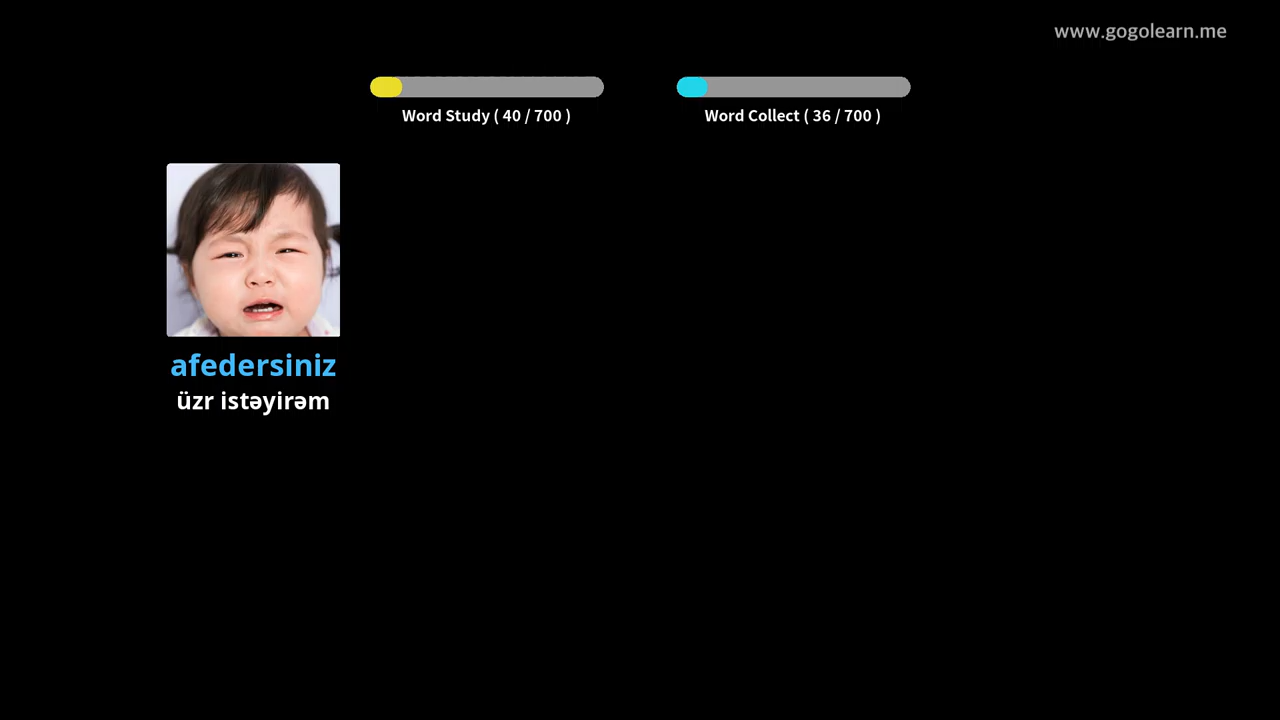 www.gogolearn.me
Word Study ( 40 / 700 )
Word Collect ( 36 / 700 )
afedersiniz
üzr istəyirəm